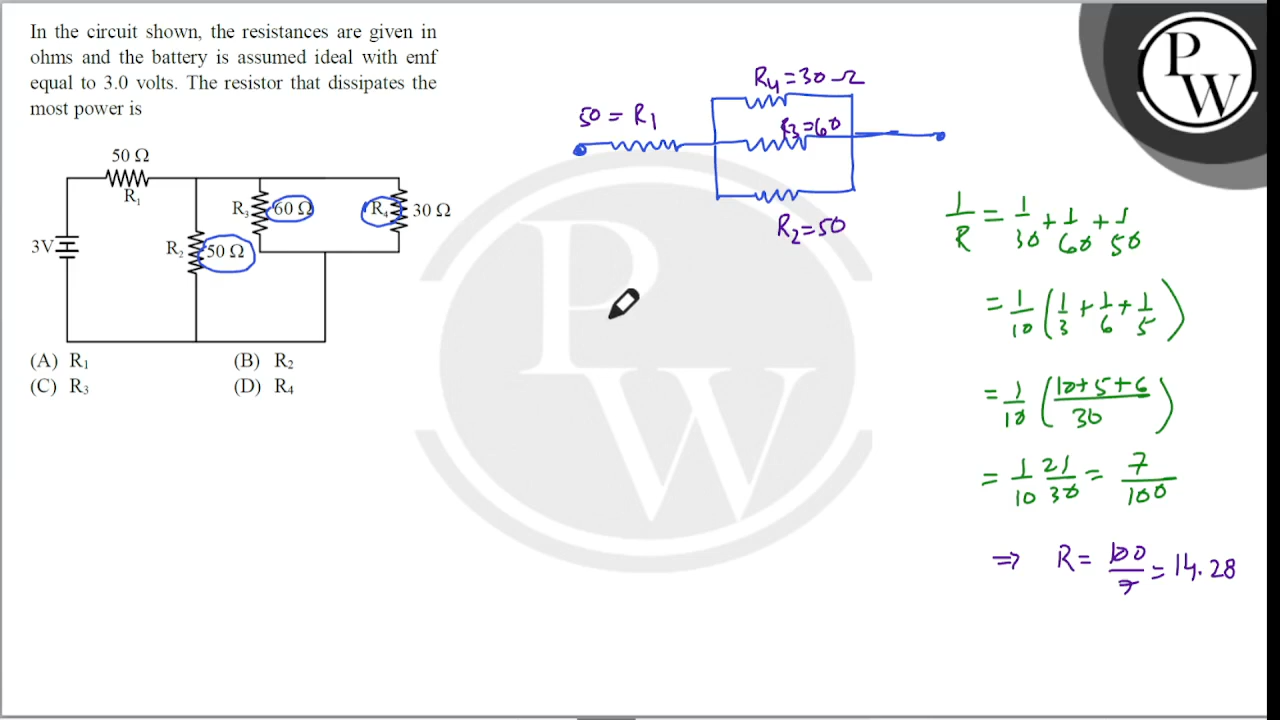 In the circuit shown, the resistances are given in
ohms and the battery is assumed ideal with emf
equal to 3.0 volts. The resistor that dissipates the
most power is
50 Ω
R₁
R₃ 60 Ω
R₄ 30 Ω
3V
R₂ 50 Ω
(A) R₁ (B) R₂
(C) R₃ (D) R₄
50 = R₁
R₄ = 30 Ω
R₃ = 60
R₂ = 50
1/R = 1/30 + 1/60 + 1/50
= 1/10 (1/3 + 1/6 + 1/5)
= 1/10 ((10+5+6)/30)
= 1/10 21/30 = 7/100
⇒ R = 100/7 = 14.28
P
W
P
W